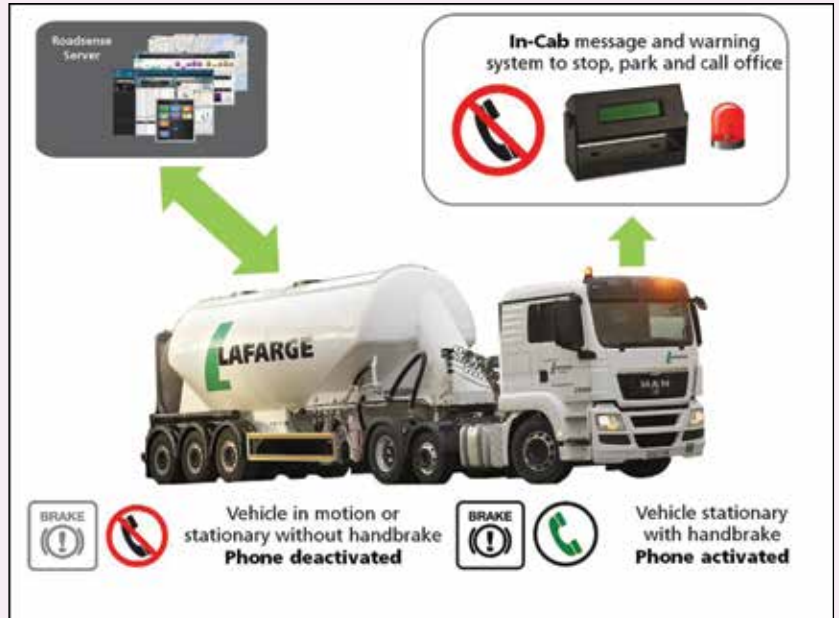 Roadsense
Server
In-Cab message and warning
system to stop, park and call office
LAFARGE
LAFARGE
MAN
BRAKE
Vehicle in motion or
stationary without handbrake
Phone deactivated
BRAKE
Vehicle stationary
with handbrake
Phone activated